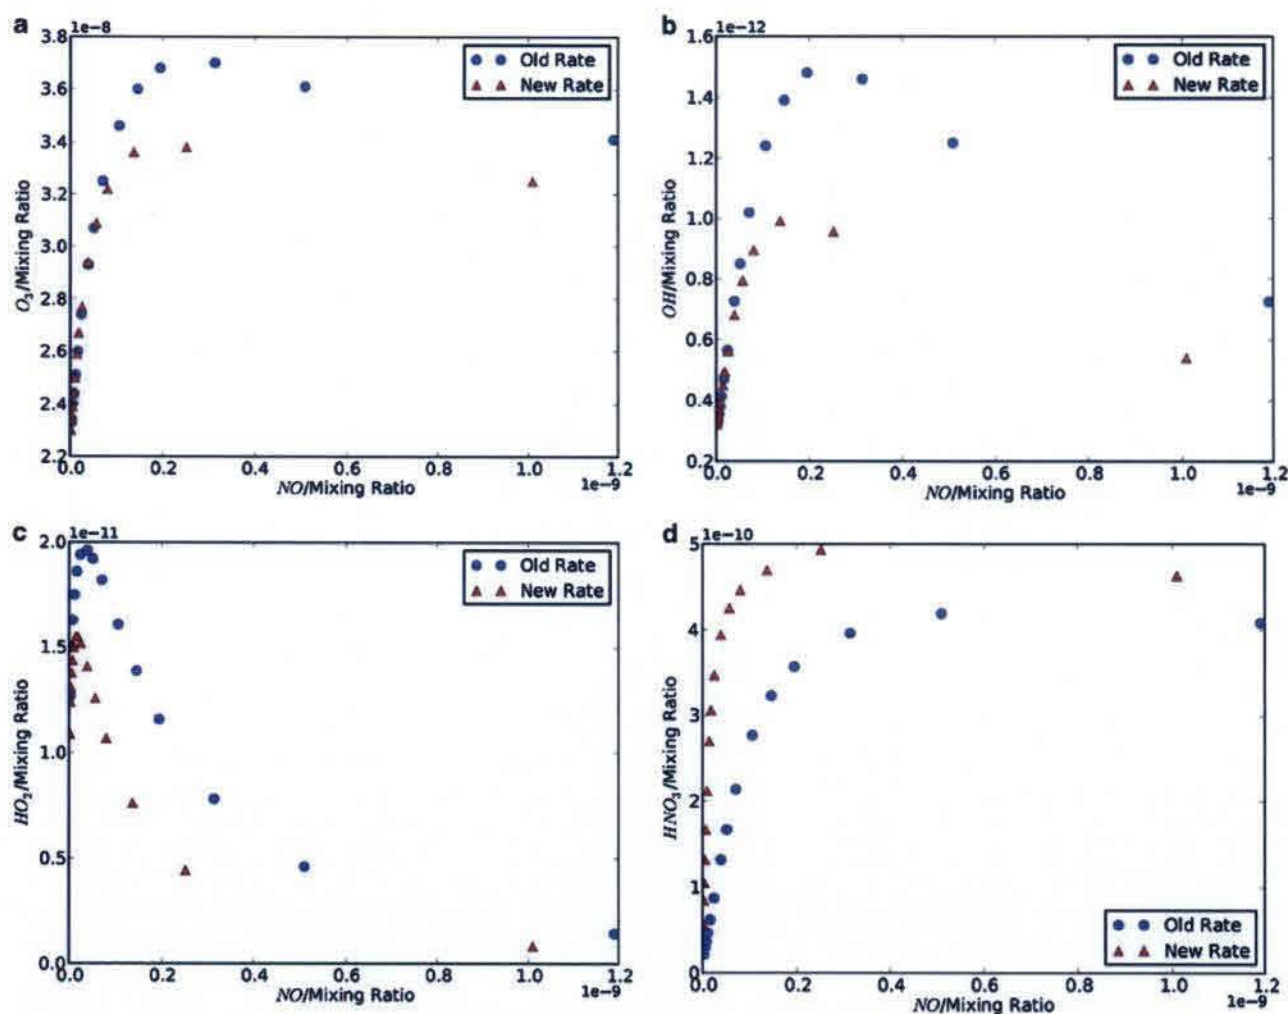 a
1e−8
3.8
3.6
3.4
3.2
3.0
2.8
2.6
2.4
2.2
O₃/Mixing Ratio
Old Rate
New Rate
0.0 0.2 0.4 0.6 0.8 1.0 1.2
NO/Mixing Ratio
1e−9
b
1e−12
1.6
1.4
1.2
1.0
0.8
0.6
0.4
0.2
OH/Mixing Ratio
Old Rate
New Rate
0.0 0.2 0.4 0.6 0.8 1.0 1.2
NO/Mixing Ratio
1e−9
c
1e−11
2.0
1.5
1.0
0.5
0.0
HO₂/Mixing Ratio
Old Rate
New Rate
0.0 0.2 0.4 0.6 0.8 1.0 1.2
NO/Mixing Ratio
1e−9
d
1e−10
5
4
3
2
1
0
HNO₃/Mixing Ratio
Old Rate
New Rate
0.0 0.2 0.4 0.6 0.8 1.0 1.2
NO/Mixing Ratio
1e−9